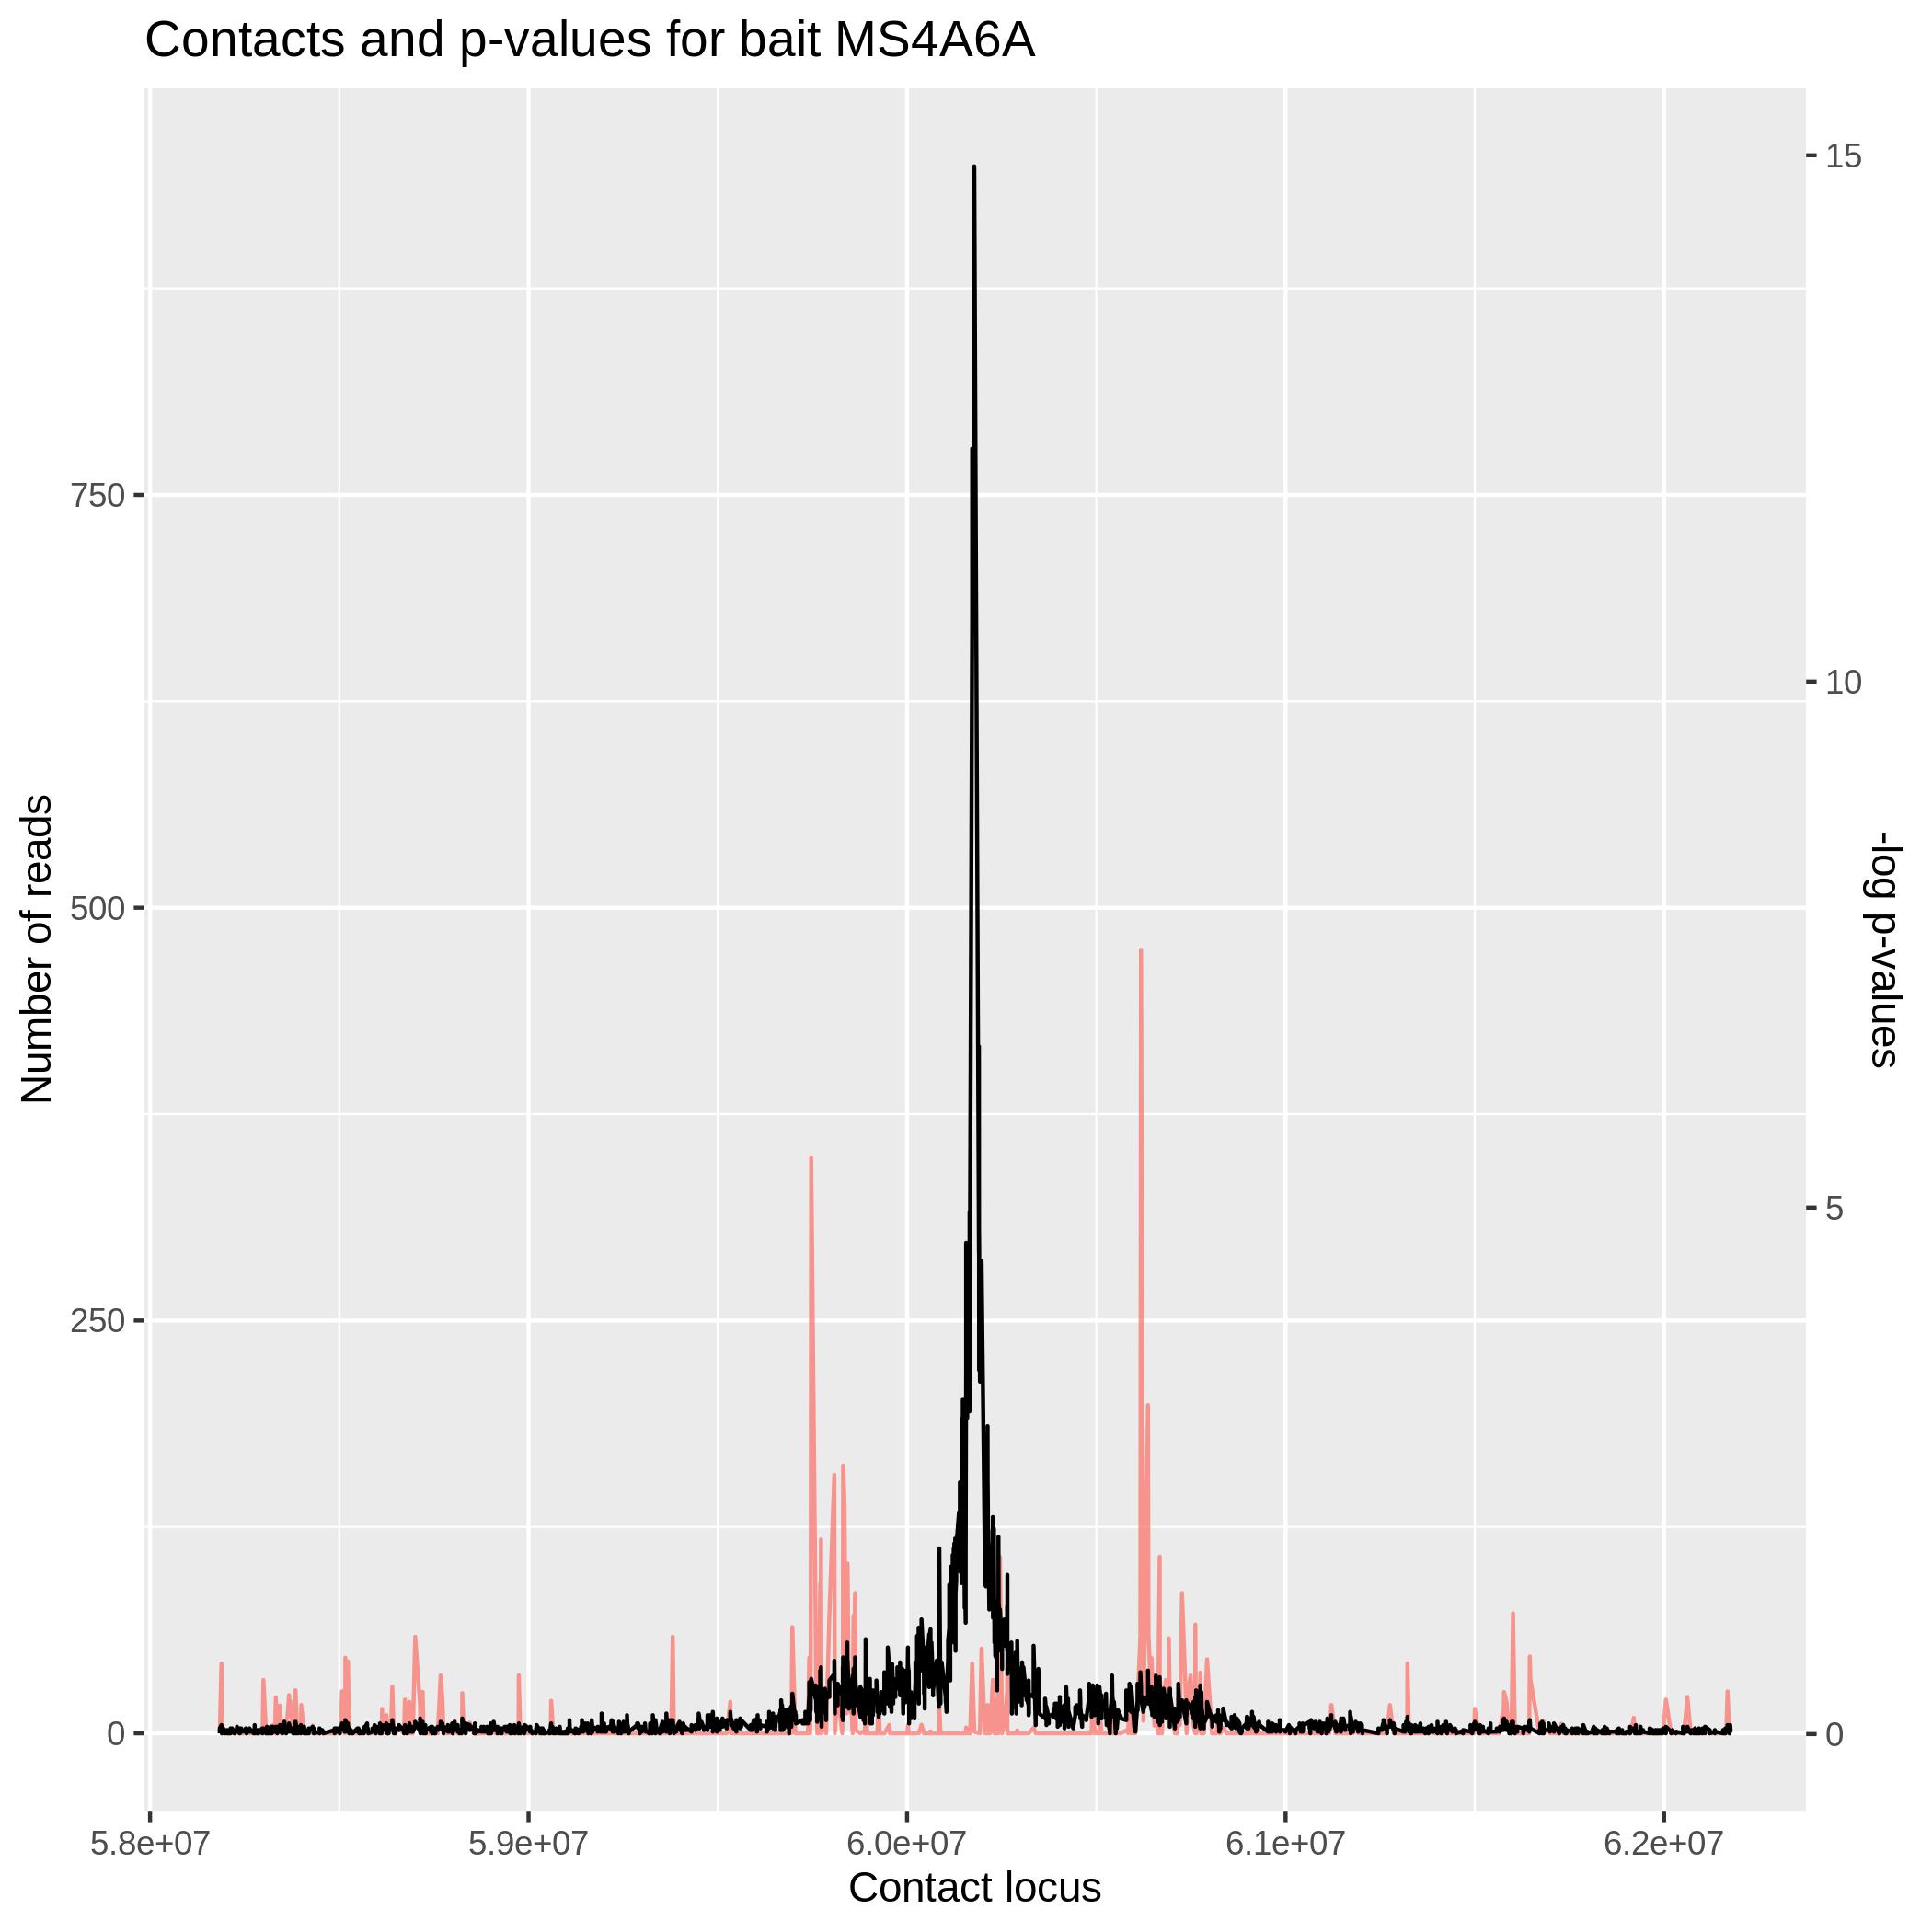 Contacts and p-values for bait MS4A6A
15
750
10
500
Number of reads
-log p-values
5
250
0
0
5.8e+07
5.9e+07
6.0e+07
6.1e+07
6.2e+07
Contact locus